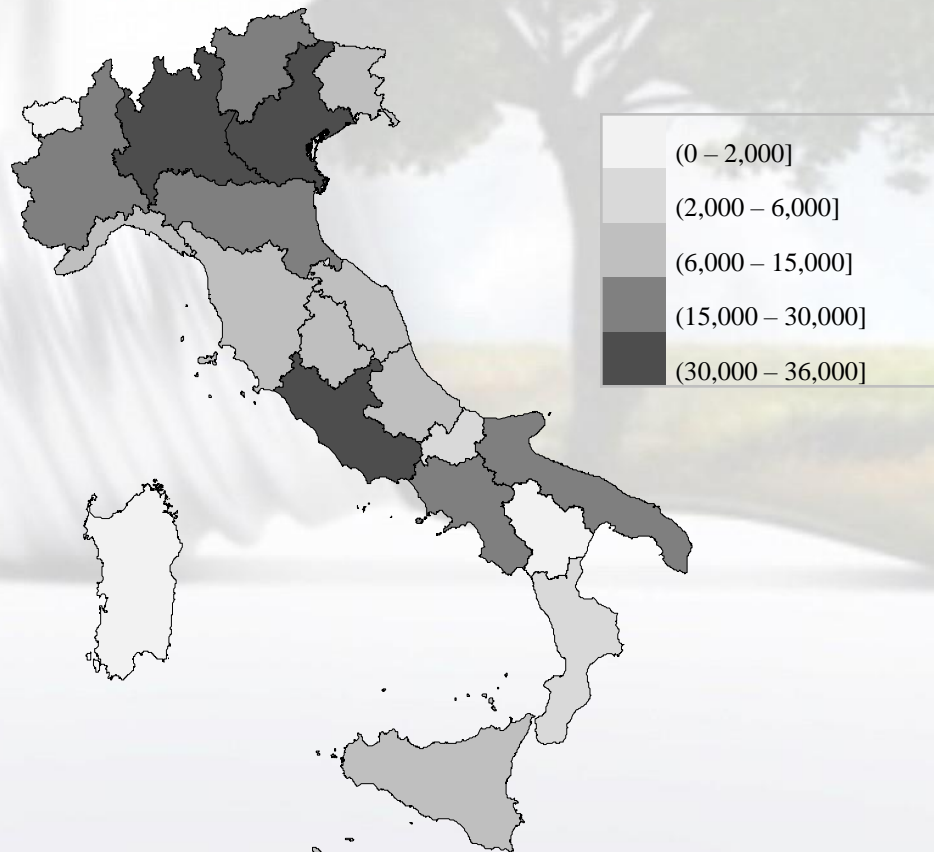 (0 – 2,000]
(2,000 – 6,000]
(6,000 – 15,000]
(15,000 – 30,000]
(30,000 – 36,000]